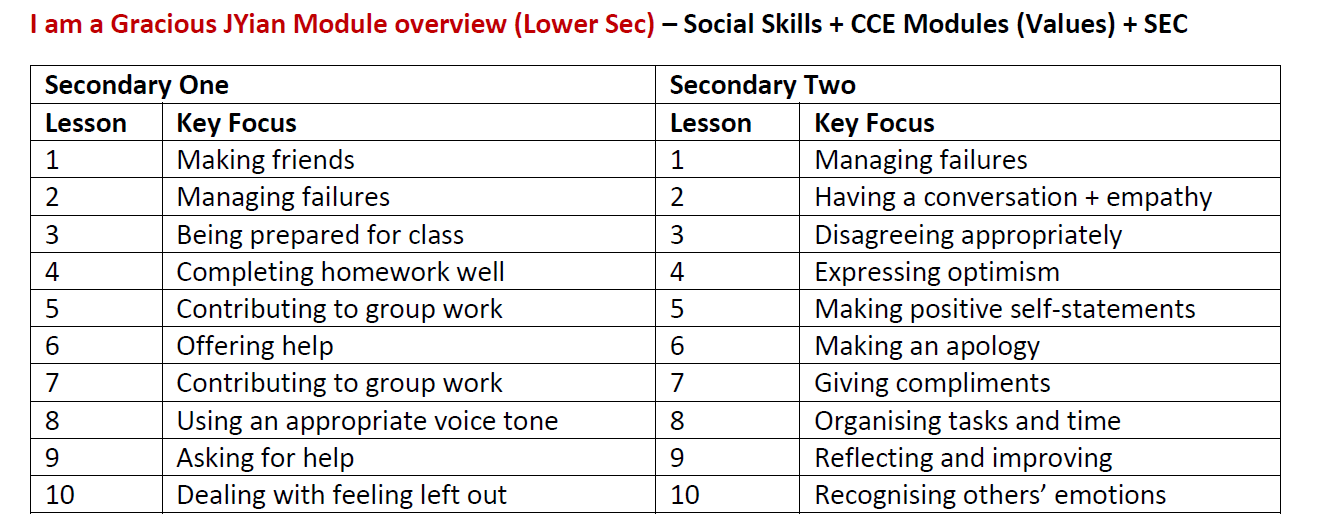 I am a Gracious JYian Module overview (Lower Sec) – Social Skills + CCE Modules (Values) + SEC
Secondary One Secondary Two
Lesson Key Focus Lesson Key Focus
1 Making friends 1 Managing failures
2 Managing failures 2 Having a conversation + empathy
3 Being prepared for class 3 Disagreeing appropriately
4 Completing homework well 4 Expressing optimism
5 Contributing to group work 5 Making positive self-statements
6 Offering help 6 Making an apology
7 Contributing to group work 7 Giving compliments
8 Using an appropriate voice tone 8 Organising tasks and time
9 Asking for help 9 Reflecting and improving
10 Dealing with feeling left out 10 Recognising others’ emotions